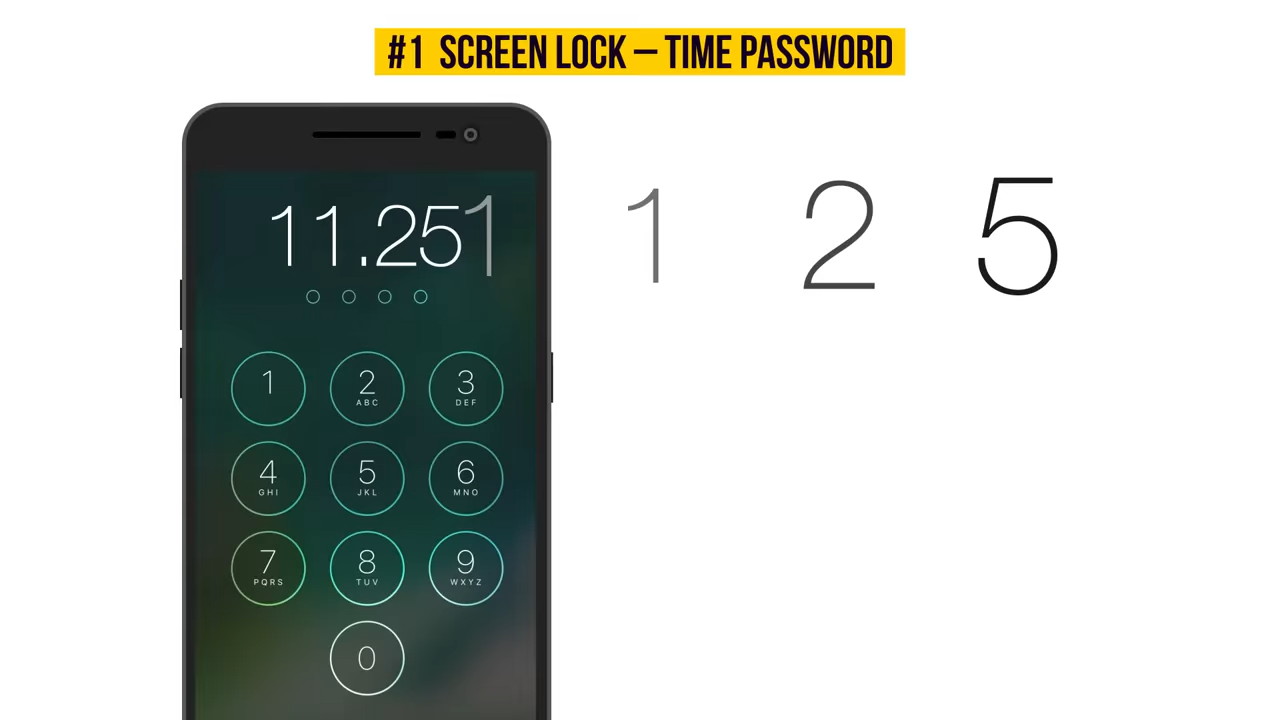 #1 SCREEN LOCK – TIME PASSWORD
11.251
1 2 5
1 2 3
ABC DEF
4 5 6
GHI JKL MNO
7 8 9
PQRS TUV WXYZ
0